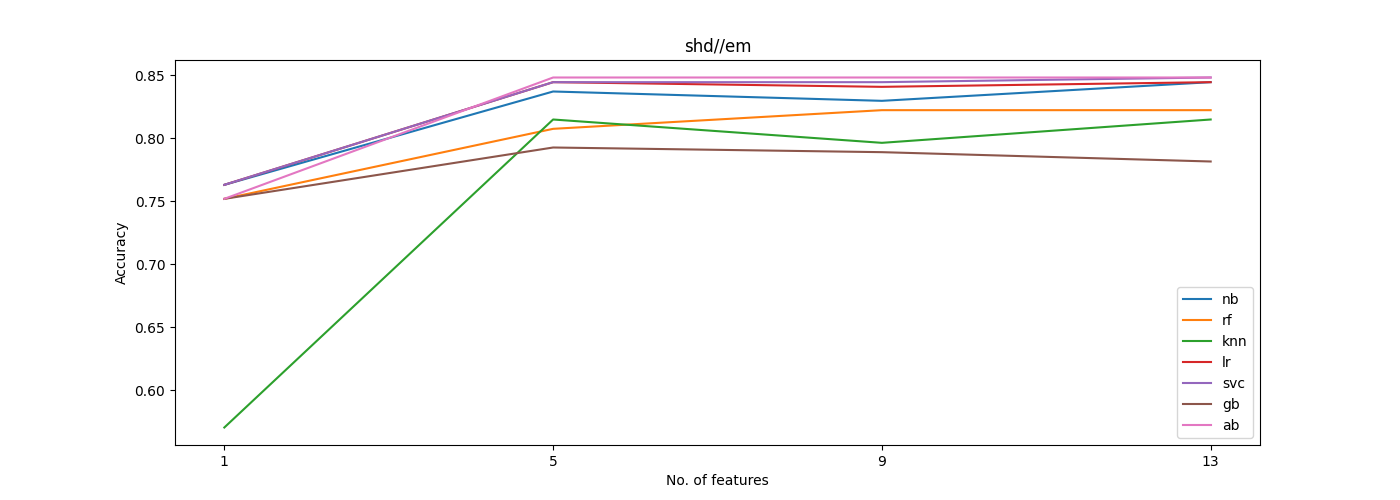 shd//em
Accuracy
0.85
0.80
0.75
0.70
0.65
0.60
1
5
9
13
No. of features
nb
rf
knn
lr
svc
gb
ab